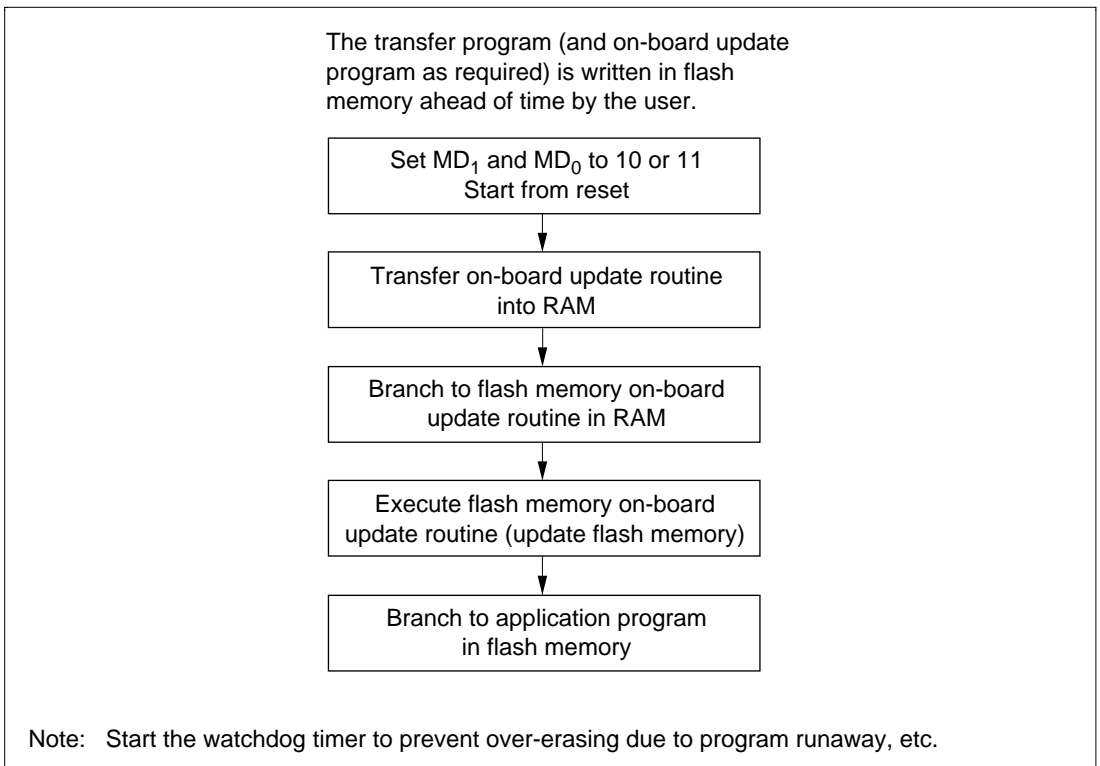 The transfer program (and on-board update
program as required) is written in flash
memory ahead of time by the user.
Set MD₁ and MD₀ to 10 or 11
Start from reset
Transfer on-board update routine
into RAM
Branch to flash memory on-board
update routine in RAM
Execute flash memory on-board
update routine (update flash memory)
Branch to application program
in flash memory
Note: Start the watchdog timer to prevent over-erasing due to program runaway, etc.